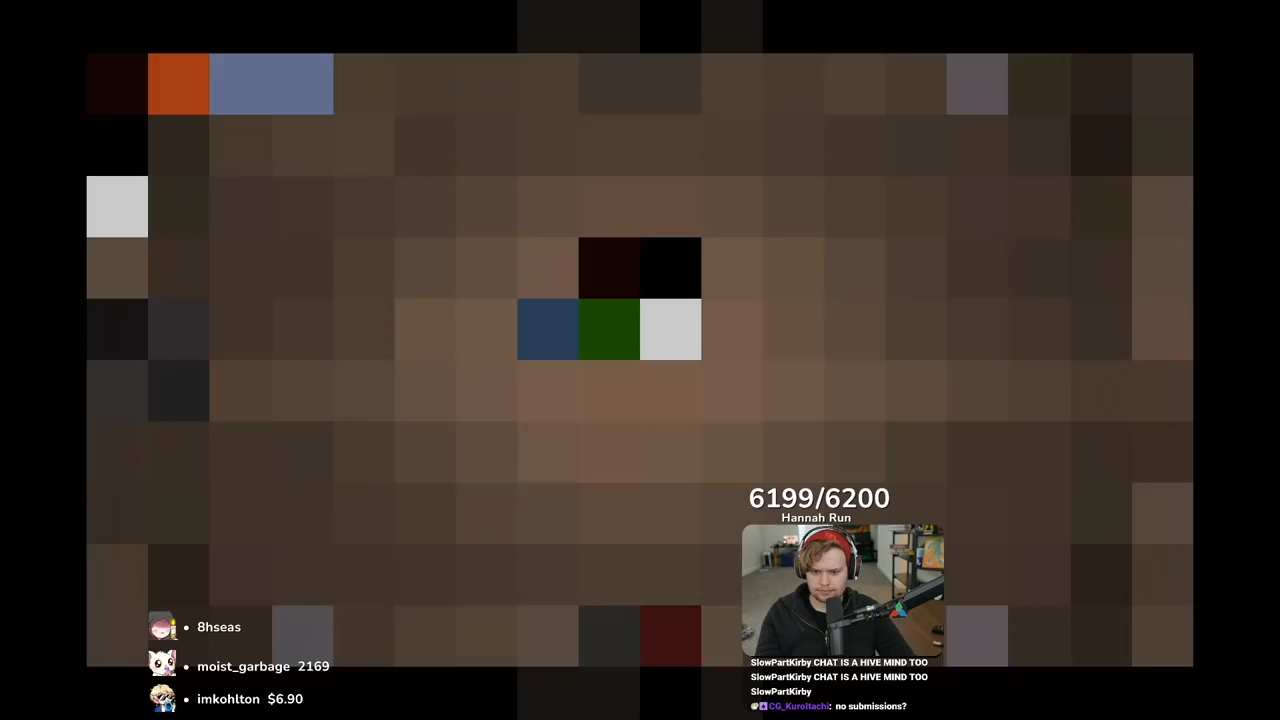 6199/6200
Hannah Run
8hseas
moist_garbage 2169
imkohlton $6.90
SlowPartKirby CHAT IS A HIVE MIND TOO
SlowPartKirby CHAT IS A HIVE MIND TOO
SlowPartKirby
CG_KuroItachi: no submissions?